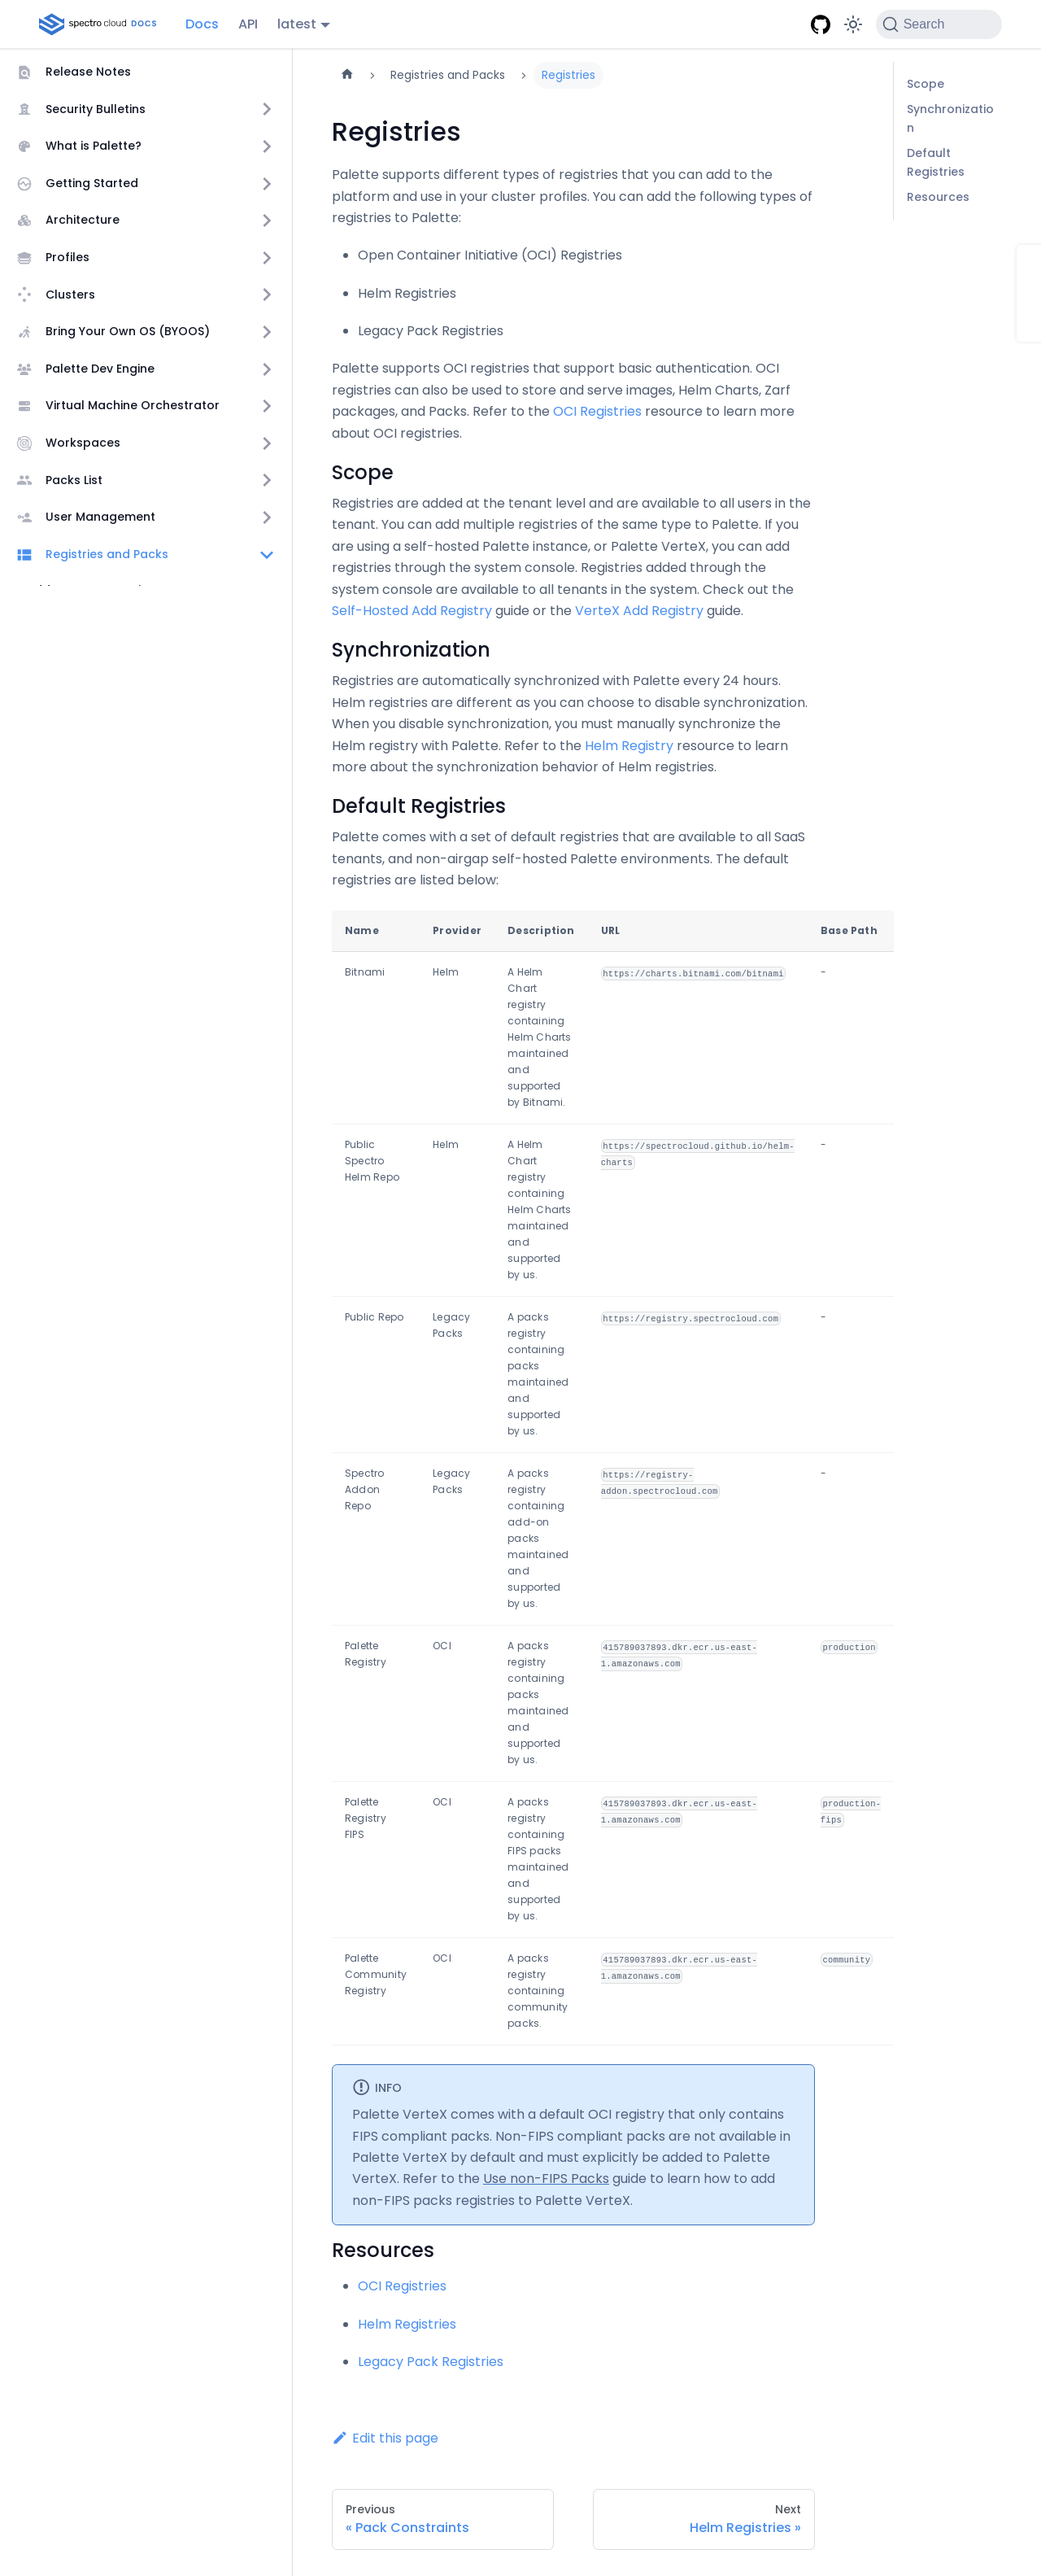 spectro cloud DOCS
Docs
API
latest
Search
Release Notes
Security Bulletins
What is Palette?
Getting Started
Architecture
Profiles
Clusters
Bring Your Own OS (BYOOS)
Palette Dev Engine
Virtual Machine Orchestrator
Workspaces
Packs List
User Management
Registries and Packs
Registries and Packs
Registries
Registries
Palette supports different types of registries that you can add to the
platform and use in your cluster profiles. You can add the following types of
registries to Palette:
Open Container Initiative (OCI) Registries
Helm Registries
Legacy Pack Registries
Palette supports OCI registries that support basic authentication. OCI
registries can also be used to store and serve images, Helm Charts, Zarf
packages, and Packs. Refer to the OCI Registries resource to learn more
about OCI registries.
Scope
Registries are added at the tenant level and are available to all users in the
tenant. You can add multiple registries of the same type to Palette. If you
are using a self-hosted Palette instance, or Palette VerteX, you can add
registries through the system console. Registries added through the
system console are available to all tenants in the system. Check out the
Self-Hosted Add Registry guide or the VerteX Add Registry guide.
Synchronization
Registries are automatically synchronized with Palette every 24 hours.
Helm registries are different as you can choose to disable synchronization.
When you disable synchronization, you must manually synchronize the
Helm registry with Palette. Refer to the Helm Registry resource to learn
more about the synchronization behavior of Helm registries.
Default Registries
Palette comes with a set of default registries that are available to all SaaS
tenants, and non-airgap self-hosted Palette environments. The default
registries are listed below:
Name Provider Description URL Base Path
Bitnami
Helm
A Helm
Chart
registry
containing
Helm Charts
maintained
and
supported
by Bitnami.
https://charts.bitnami.com/bitnami
-
Public
Spectro
Helm Repo
Helm
A Helm
Chart
registry
containing
Helm Charts
maintained
and
supported
by us.
https://spectrocloud.github.io/helm-
charts
-
Public Repo
Legacy
Packs
A packs
registry
containing
packs
maintained
and
supported
by us.
https://registry.spectrocloud.com
-
Spectro
Addon
Repo
Legacy
Packs
A packs
registry
containing
add-on
packs
maintained
and
supported
by us.
https://registry-
addon.spectrocloud.com
-
Palette
Registry
OCI
A packs
registry
containing
packs
maintained
and
supported
by us.
415789037893.dkr.ecr.us-east-
1.amazonaws.com
production
Palette
Registry
FIPS
OCI
A packs
registry
containing
FIPS packs
maintained
and
supported
by us.
415789037893.dkr.ecr.us-east-
1.amazonaws.com
production-
fips
Palette
Community
Registry
OCI
A packs
registry
containing
community
packs.
415789037893.dkr.ecr.us-east-
1.amazonaws.com
community
INFO
Palette VerteX comes with a default OCI registry that only contains
FIPS compliant packs. Non-FIPS compliant packs are not available in
Palette VerteX by default and must explicitly be added to Palette
VerteX. Refer to the Use non-FIPS Packs guide to learn how to add
non-FIPS packs registries to Palette VerteX.
Resources
OCI Registries
Helm Registries
Legacy Pack Registries
Edit this page
Previous
« Pack Constraints
Next
Helm Registries »
Scope
Synchronizatio
n
Default
Registries
Resources